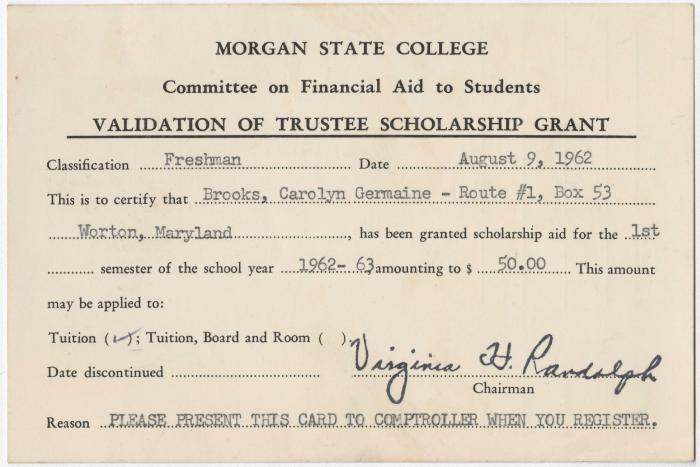 MORGAN STATE COLLEGE
Committee on Financial Aid to Students
VALIDATION OF TRUSTEE SCHOLARSHIP GRANT
Classification Freshman Date August 9, 1962
This is to certify that Brooks, Carolyn Germaine - Route #1, Box 53
Worton, Maryland, has been granted scholarship aid for the 1st
semester of the school year 1962-63 amounting to $ 50.00 This amount
may be applied to:
Tuition (✓); Tuition, Board and Room ( ).
Virginia H. Randolph
Date discontinued
Chairman
Reason PLEASE PRESENT THIS CARD TO COMPTROLLER WHEN YOU REGISTER.